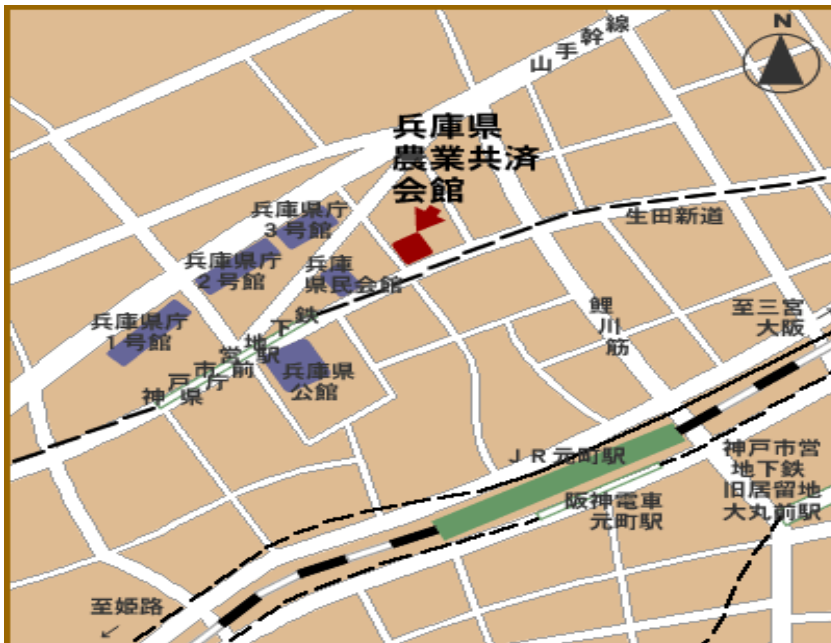 N
山手幹線
兵庫県
農業共済
会館
兵庫県庁
3号館
生田新道
兵庫県庁
2号館
兵庫
県民会館
兵庫県庁
1号館
神戸市営地下鉄
県庁前駅
兵庫県
公館
鯉川筋
至三宮
大阪
JR元町駅
阪神電車
元町駅
神戸市営
地下鉄
旧居留地
大丸前駅
至姫路